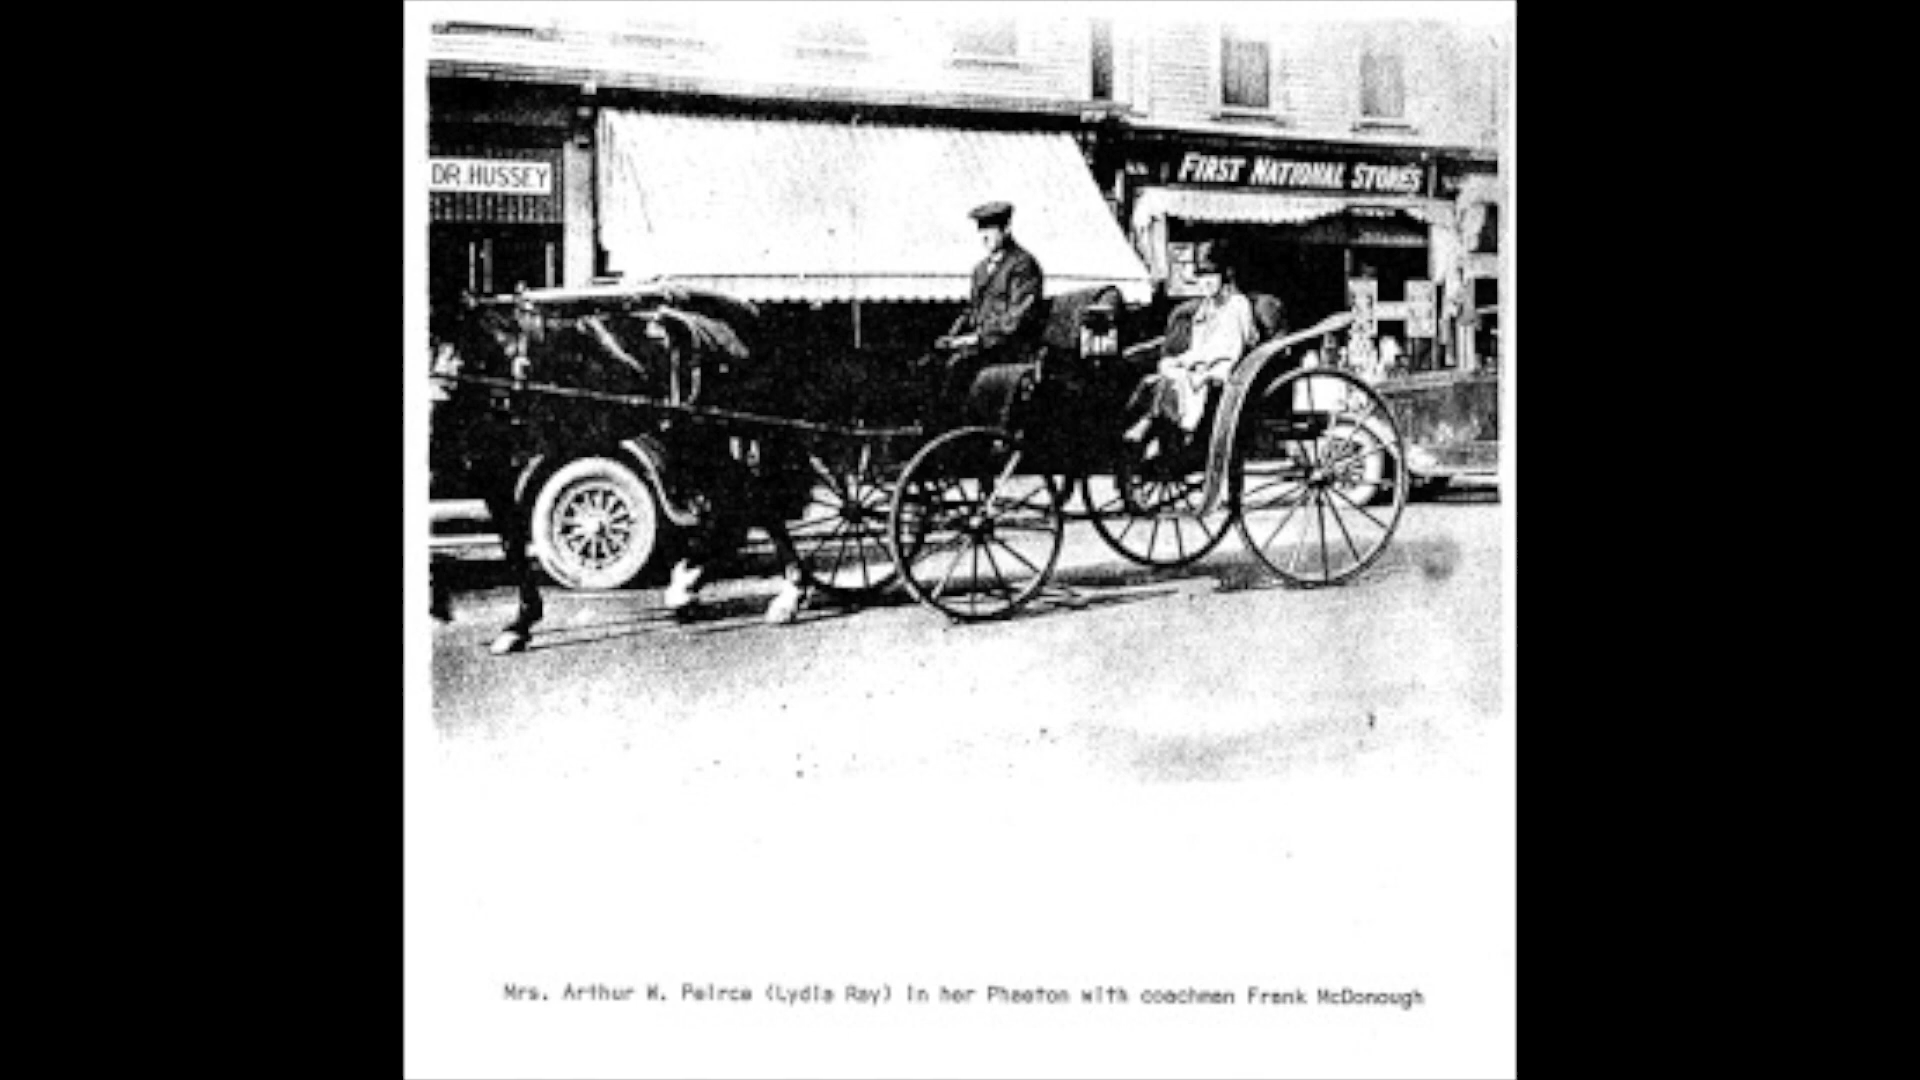 DR. HUSSEY
FIRST NATIONAL STORES
Mrs. Arthur W. Peirce (Lydia Ray) in her Phaeton with coachman Frank McDonough